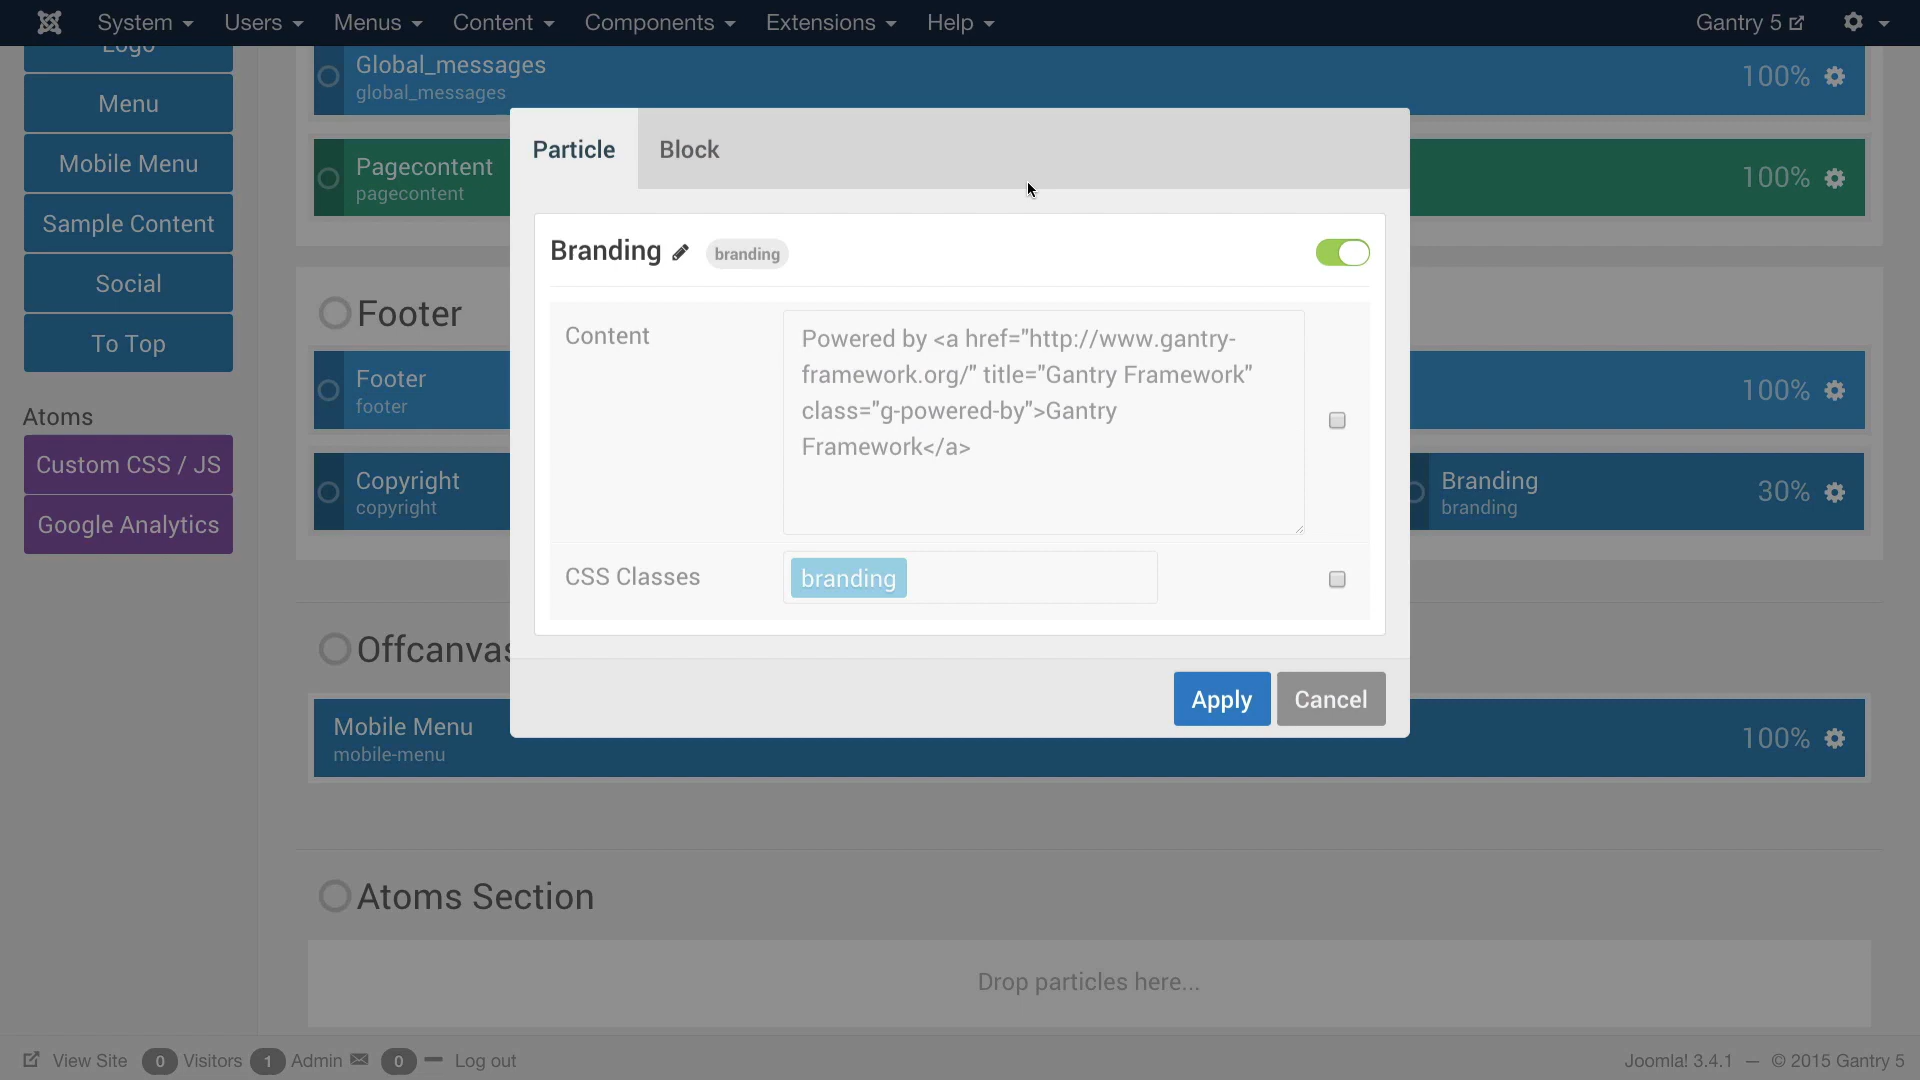 System
Users
Menus
Content
Components
Extensions
Help
Gantry 5
Logo
Menu
Mobile Menu
Sample Content
Social
To Top
Atoms
Custom CSS / JS
Google Analytics
Global_messages
global_messages
100%
Pagecontent
pagecontent
100%
Footer
Footer
footer
100%
Copyright
copyright
Branding
branding
30%
Offcanvas
Mobile Menu
mobile-menu
100%
Atoms Section
Drop particles here...
Particle
Block
Branding
branding
Content
Powered by <a href="http://www.gantry-
framework.org/" title="Gantry Framework"
class="g-powered-by">Gantry
Framework</a>
CSS Classes
branding
Apply
Cancel
View Site
0 Visitors
1 Admin
0
Log out
Joomla! 3.4.1 — © 2015 Gantry 5